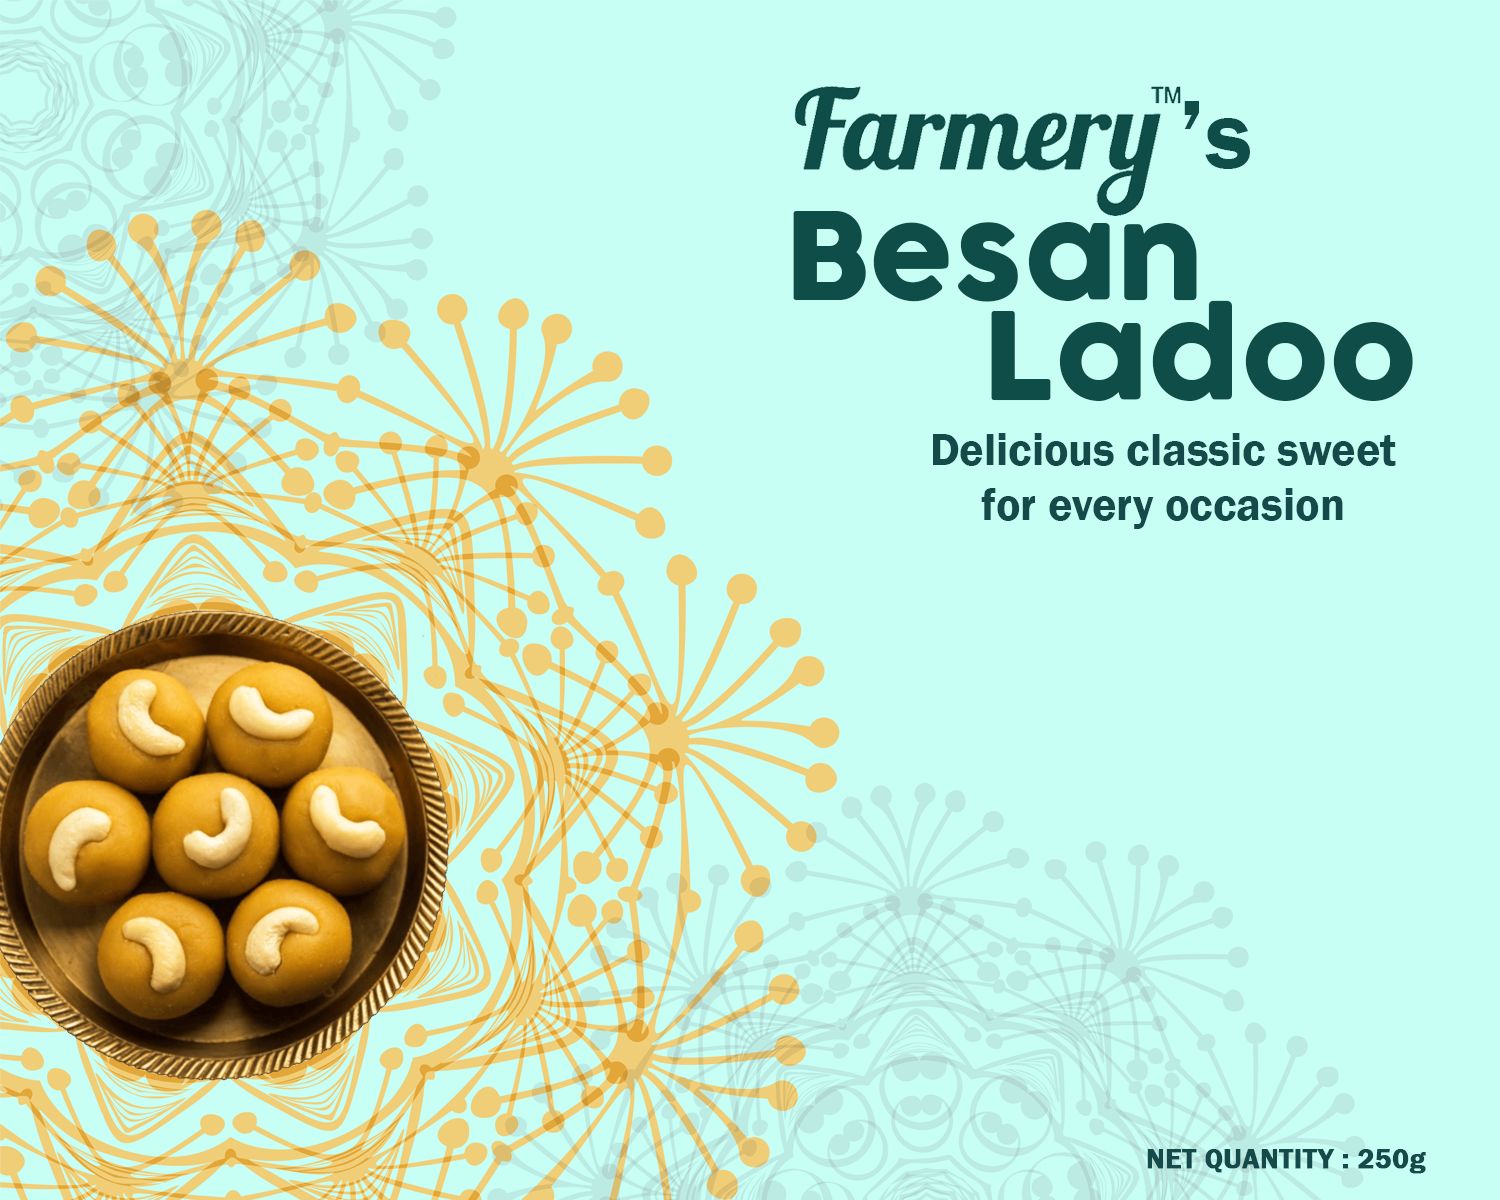 Farmery™’s
Besan
Ladoo
Delicious classic sweet
for every occasion
NET QUANTITY : 250g